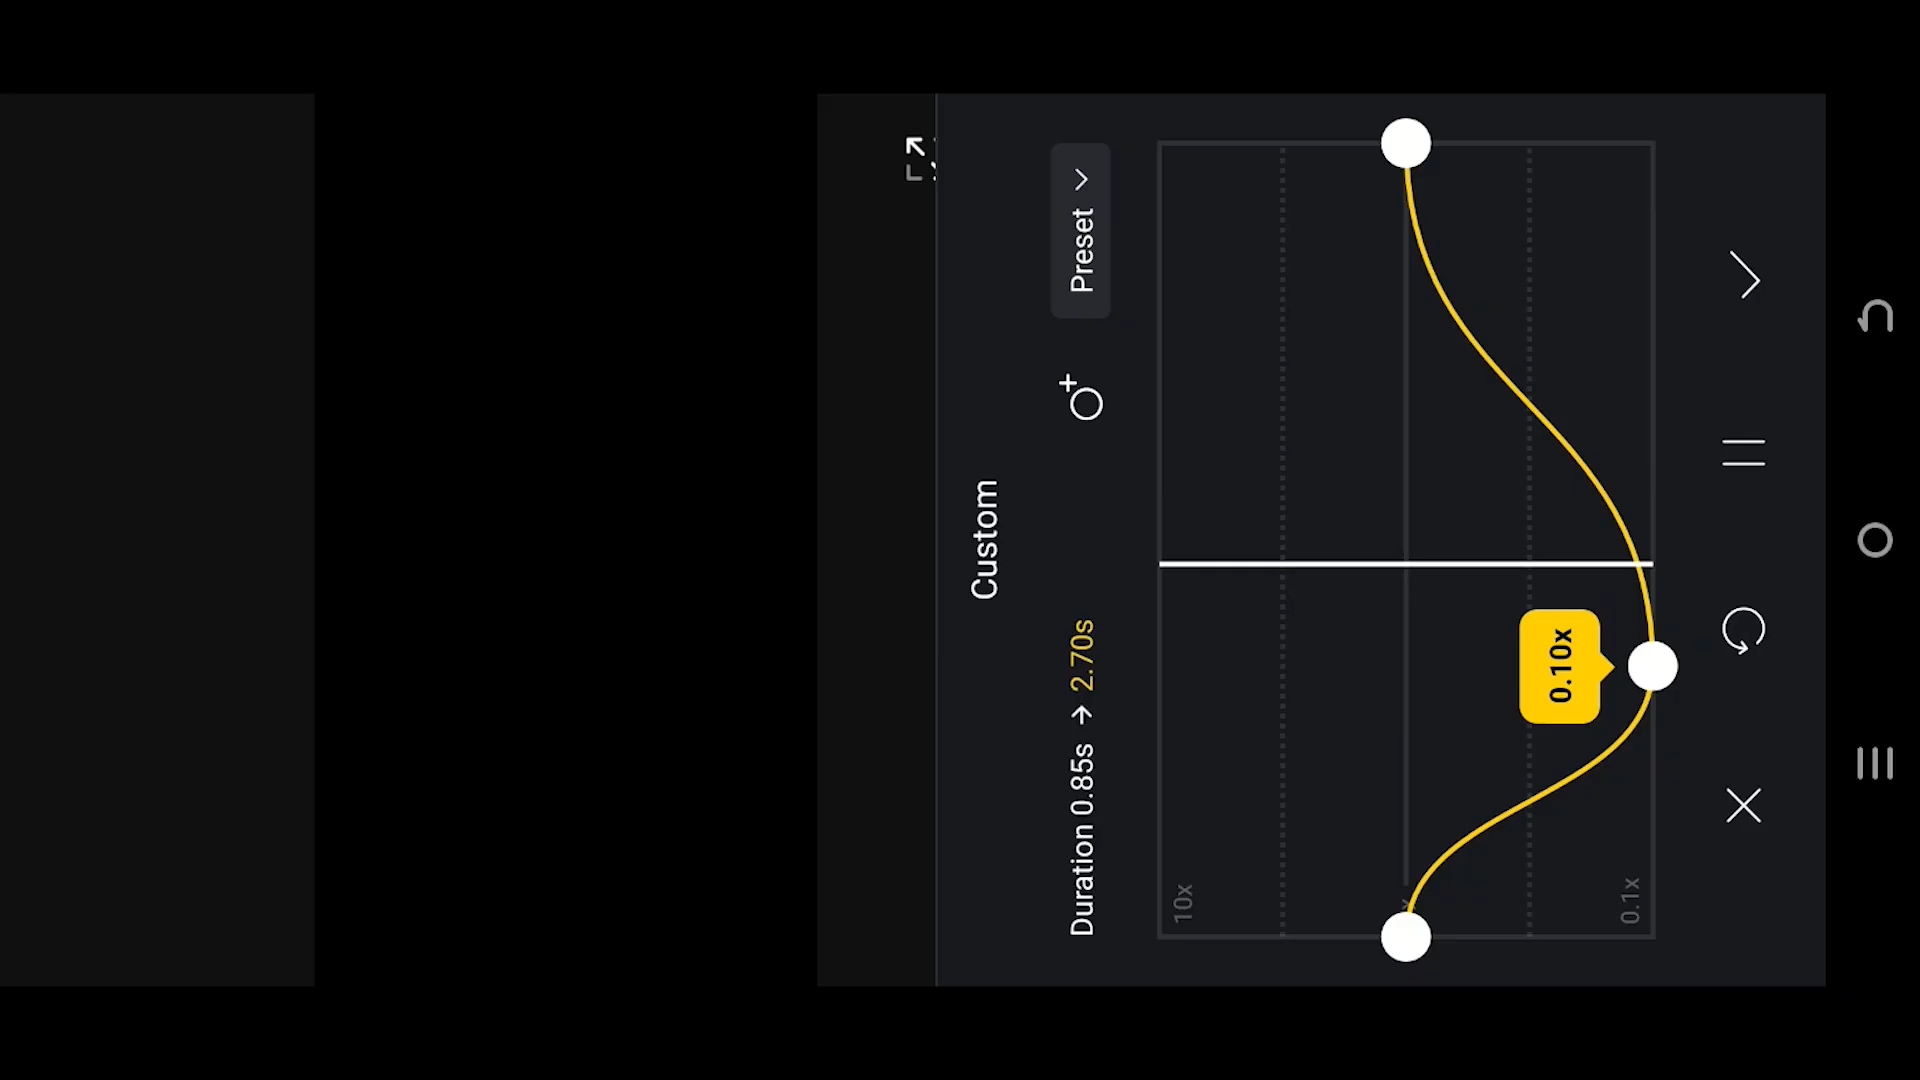 Custom
Duration 0.85s → 2.70s
Preset
10x
0.10x
0.1x